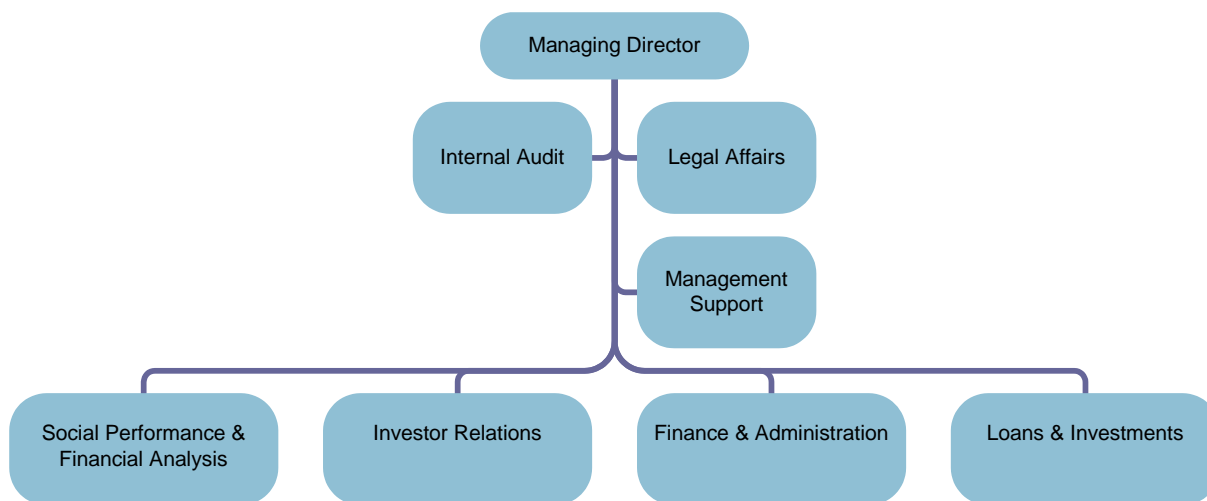 Managing Director
Internal Audit
Legal Affairs
Management
Support
Social Performance &
Financial Analysis
Investor Relations
Finance & Administration
Loans & Investments